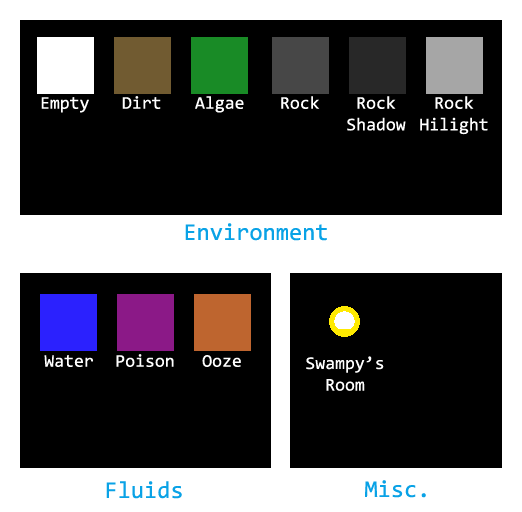 Empty Dirt Algae Rock Rock Rock
Shadow Hilight
Environment
Water Poison Ooze
Swampy's
Room
Fluids Misc.